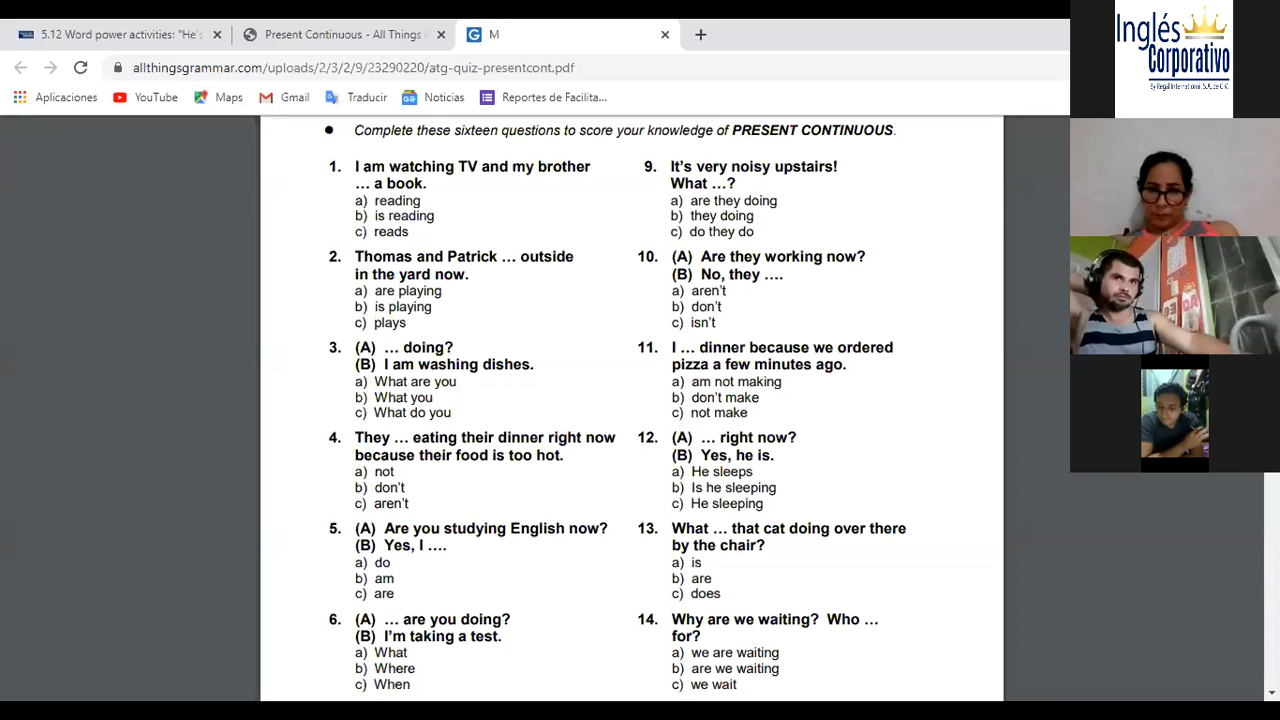 5.12 Word power activities: "He's
Present Continuous - All Things
M
allthingsgrammar.com/uploads/2/3/2/9/23290220/atg-quiz-presentcont.pdf
Aplicaciones
YouTube
Maps
Gmail
Traducir
Noticias
Reportes de Facilita...
Inglés
Corporativo
By Regal International S.A. de C.V.
• Complete these sixteen questions to score your knowledge of PRESENT CONTINUOUS.
1. I am watching TV and my brother
… a book.
a) reading
b) is reading
c) reads
2. Thomas and Patrick … outside
in the yard now.
a) are playing
b) is playing
c) plays
3. (A) … doing?
(B) I am washing dishes.
a) What are you
b) What you
c) What do you
4. They … eating their dinner right now
because their food is too hot.
a) not
b) don't
c) aren't
5. (A) Are you studying English now?
(B) Yes, I ….
a) do
b) am
c) are
6. (A) … are you doing?
(B) I'm taking a test.
a) What
b) Where
c) When
9. It's very noisy upstairs!
What …?
a) are they doing
b) they doing
c) do they do
10. (A) Are they working now?
(B) No, they ….
a) aren't
b) don't
c) isn't
11. I … dinner because we ordered
pizza a few minutes ago.
a) am not making
b) don't make
c) not make
12. (A) … right now?
(B) Yes, he is.
a) He sleeps
b) Is he sleeping
c) He sleeping
13. What … that cat doing over there
by the chair?
a) is
b) are
c) does
14. Why are we waiting? Who …
for?
a) we are waiting
b) are we waiting
c) we wait